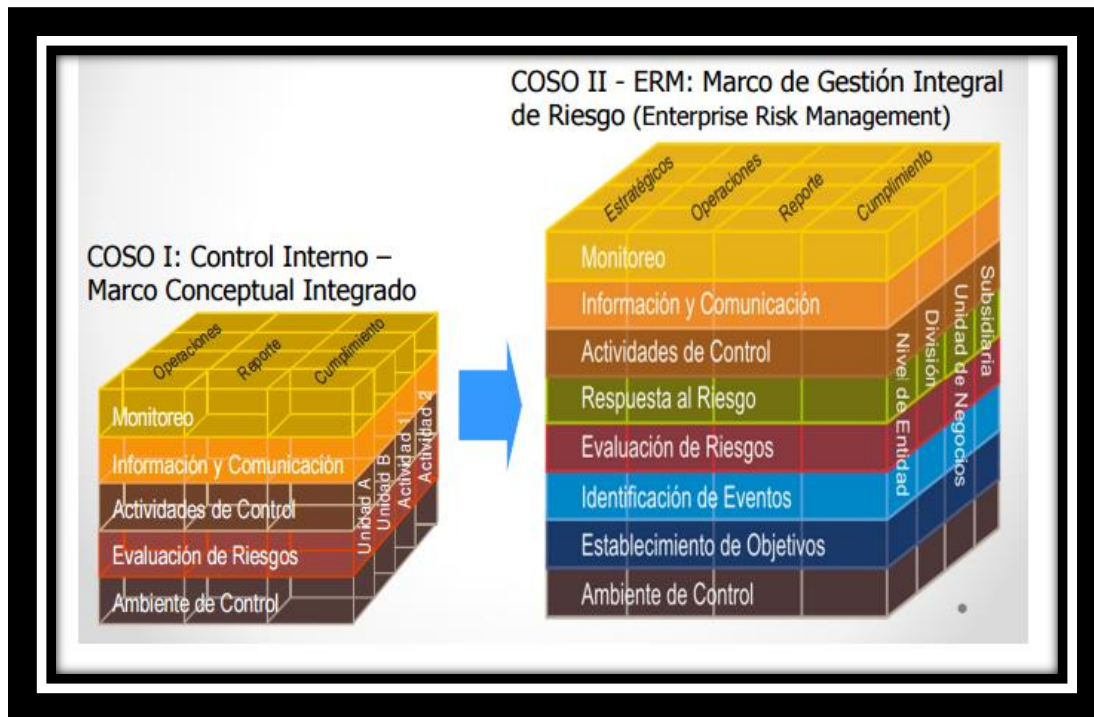 COSO II - ERM: Marco de Gestión Integral
de Riesgo (Enterprise Risk Management)
Estratégicos
Operaciones
Reporte
Cumplimiento
Monitoreo
Información y Comunicación
Actividades de Control
Respuesta al Riesgo
Evaluación de Riesgos
Identificación de Eventos
Establecimiento de Objetivos
Ambiente de Control
Nivel de Entidad
División
Unidad de Negocios
Subsidiaria
COSO I: Control Interno –
Marco Conceptual Integrado
Operaciones
Reporte
Cumplimiento
Monitoreo
Información y Comunicación
Actividades de Control
Evaluación de Riesgos
Ambiente de Control
Unidad A
Unidad B
Actividad 1
Actividad 2